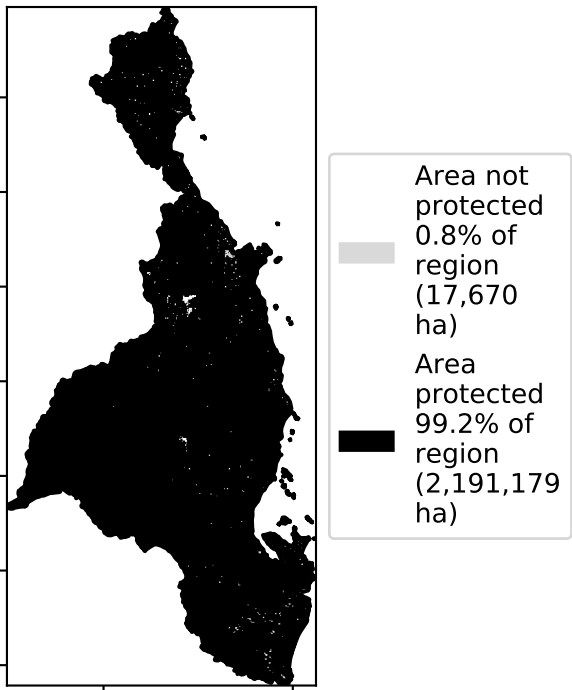 Area not
protected
0.8% of
region
(17,670
ha)
Area
protected
99.2% of
region
(2,191,179
ha)